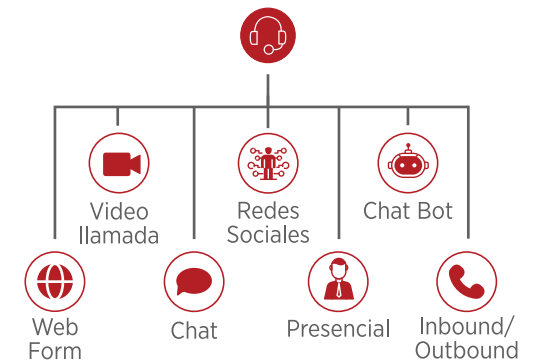 Video
llamada
Redes
Sociales
Chat Bot
Web
Form
Chat
Presencial
Inbound/
Outbound